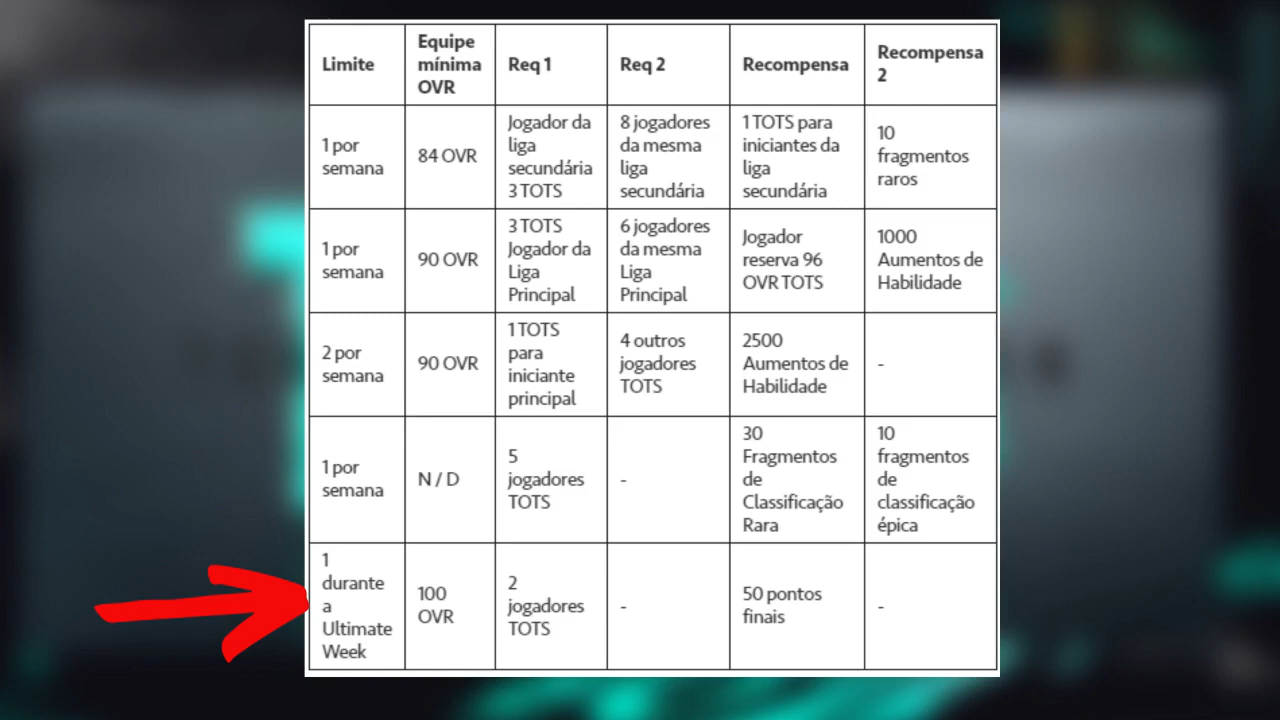 Limite
Equipe
mínima
OVR
Req 1
Req 2
Recompensa
Recompensa
2
1 por
semana
84 OVR
Jogador da
liga
secundária
3 TOTS
8 jogadores
da mesma
liga
secundária
1 TOTS para
iniciantes da
liga
secundária
10
fragmentos
raros
1 por
semana
90 OVR
3 TOTS
Jogador da
Liga
Principal
6 jogadores
da mesma
Liga
Principal
Jogador
reserva 96
OVR TOTS
1000
Aumentos de
Habilidade
2 por
semana
90 OVR
1 TOTS
para
iniciante
principal
4 outros
jogadores
TOTS
2500
Aumentos de
Habilidade
-
1 por
semana
N / D
5
jogadores
TOTS
-
30
Fragmentos
de
Classificação
Rara
10
fragmentos
de
classificação
épica
1
durante
a
Ultimate
Week
100
OVR
2
jogadores
TOTS
-
50 pontos
finais
-